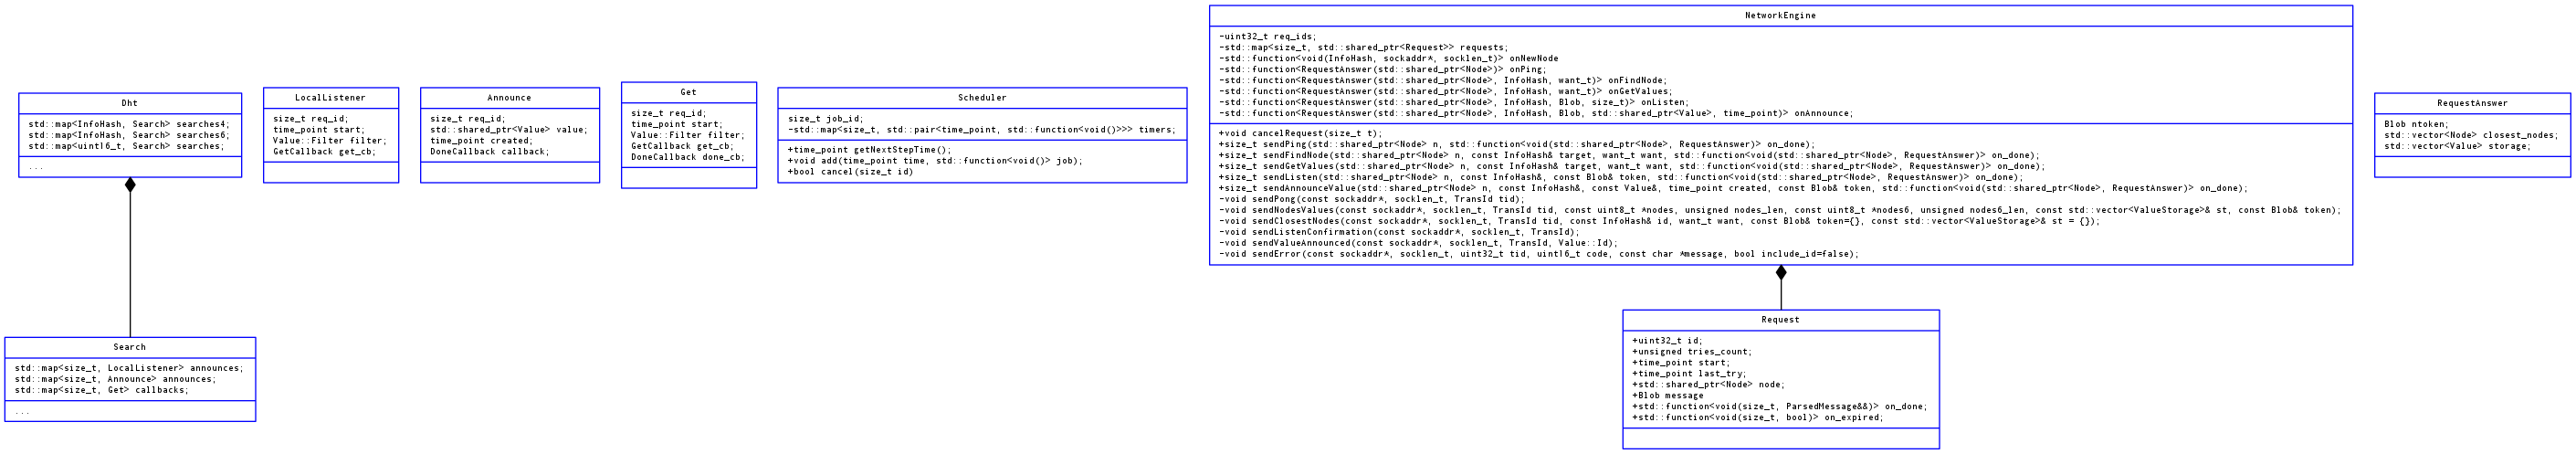 Dht
std::map<InfoHash, Search> searches4;
std::map<InfoHash, Search> searches6;
std::map<uint16_t, Search> searches;
...
LocalListener
size_t req_id;
time_point start;
Value::Filter filter;
GetCallback get_cb;
Announce
size_t req_id;
std::shared_ptr<Value> value;
time_point created;
DoneCallback callback;
Get
size_t req_id;
time_point start;
Value::Filter filter;
GetCallback get_cb;
DoneCallback done_cb;
Scheduler
size_t job_id;
-std::map<size_t, std::pair<time_point, std::function<void()>>> timers;
+time_point getNextStepTime();
+void add(time_point time, std::function<void()> job);
+bool cancel(size_t id)
NetworkEngine
-uint32_t req_ids;
-std::map<size_t, std::shared_ptr<Request>> requests;
-std::function<void(InfoHash, sockaddr*, socklen_t)> onNewNode
-std::function<RequestAnswer(std::shared_ptr<Node>)> onPing;
-std::function<RequestAnswer(std::shared_ptr<Node>, InfoHash, want_t)> onFindNode;
-std::function<RequestAnswer(std::shared_ptr<Node>, InfoHash, want_t)> onGetValues;
-std::function<RequestAnswer(std::shared_ptr<Node>, InfoHash, Blob, size_t)> onListen;
-std::function<RequestAnswer(std::shared_ptr<Node>, InfoHash, Blob, std::shared_ptr<Value>, time_point)> onAnnounce;
+void cancelRequest(size_t t);
+size_t sendPing(std::shared_ptr<Node> n, std::function<void(std::shared_ptr<Node>, RequestAnswer)> on_done);
+size_t sendFindNode(std::shared_ptr<Node> n, const InfoHash& target, want_t want, std::function<void(std::shared_ptr<Node>, RequestAnswer)> on_done);
+size_t sendGetValues(std::shared_ptr<Node> n, const InfoHash& target, want_t want, std::function<void(std::shared_ptr<Node>, RequestAnswer)> on_done);
+size_t sendListen(std::shared_ptr<Node> n, const InfoHash&, const Blob& token, std::function<void(std::shared_ptr<Node>, RequestAnswer)> on_done);
+size_t sendAnnounceValue(std::shared_ptr<Node> n, const InfoHash&, const Value&, time_point created, const Blob& token, std::function<void(std::shared_ptr<Node>, RequestAnswer)> on_done);
-void sendPong(const sockaddr*, socklen_t, TransId tid);
-void sendNodesValues(const sockaddr*, socklen_t, TransId tid, const uint8_t *nodes, unsigned nodes_len, const uint8_t *nodes6, unsigned nodes6_len, const std::vector<ValueStorage>& st, const Blob& token);
-void sendClosestNodes(const sockaddr*, socklen_t, TransId tid, const InfoHash& id, want_t want, const Blob& token={}, const std::vector<ValueStorage>& st = {});
-void sendListenConfirmation(const sockaddr*, socklen_t, TransId);
-void sendValueAnnounced(const sockaddr*, socklen_t, TransId, Value::Id);
-void sendError(const sockaddr*, socklen_t, uint32_t tid, uint16_t code, const char *message, bool include_id=false);
RequestAnswer
Blob ntoken;
std::vector<Node> closest_nodes;
std::vector<Value> storage;
Search
std::map<size_t, LocalListener> announces;
std::map<size_t, Announce> announces;
std::map<size_t, Get> callbacks;
...
Request
+uint32_t id;
+unsigned tries_count;
+time_point start;
+time_point last_try;
+std::shared_ptr<Node> node;
+Blob message
+std::function<void(size_t, ParsedMessage&&)> on_done;
+std::function<void(size_t, bool)> on_expired;